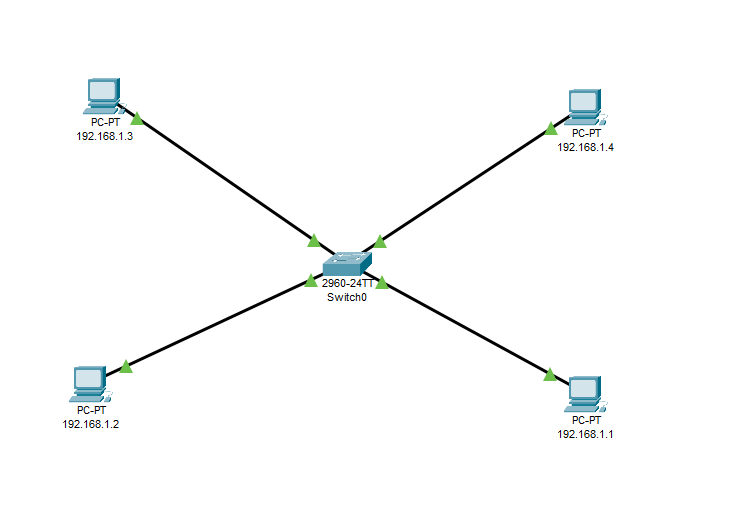 PC-PT
192.168.1.3
PC-PT
192.168.1.4
2960-24TT
Switch0
PC-PT
192.168.1.2
PC-PT
192.168.1.1